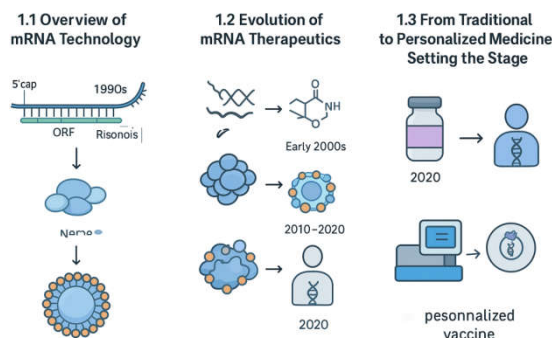 1.1 Overview of
mRNA Technology
5'cap
1990s
ORF
Risonois
1.2 Evolution of
mRNA Therapeutics
O
NH
O
Early 2000s
2010–2020
2020
1.3 From Traditional
to Personalized Medicine
Setting the Stage
2020
pesonnalized
vaccine